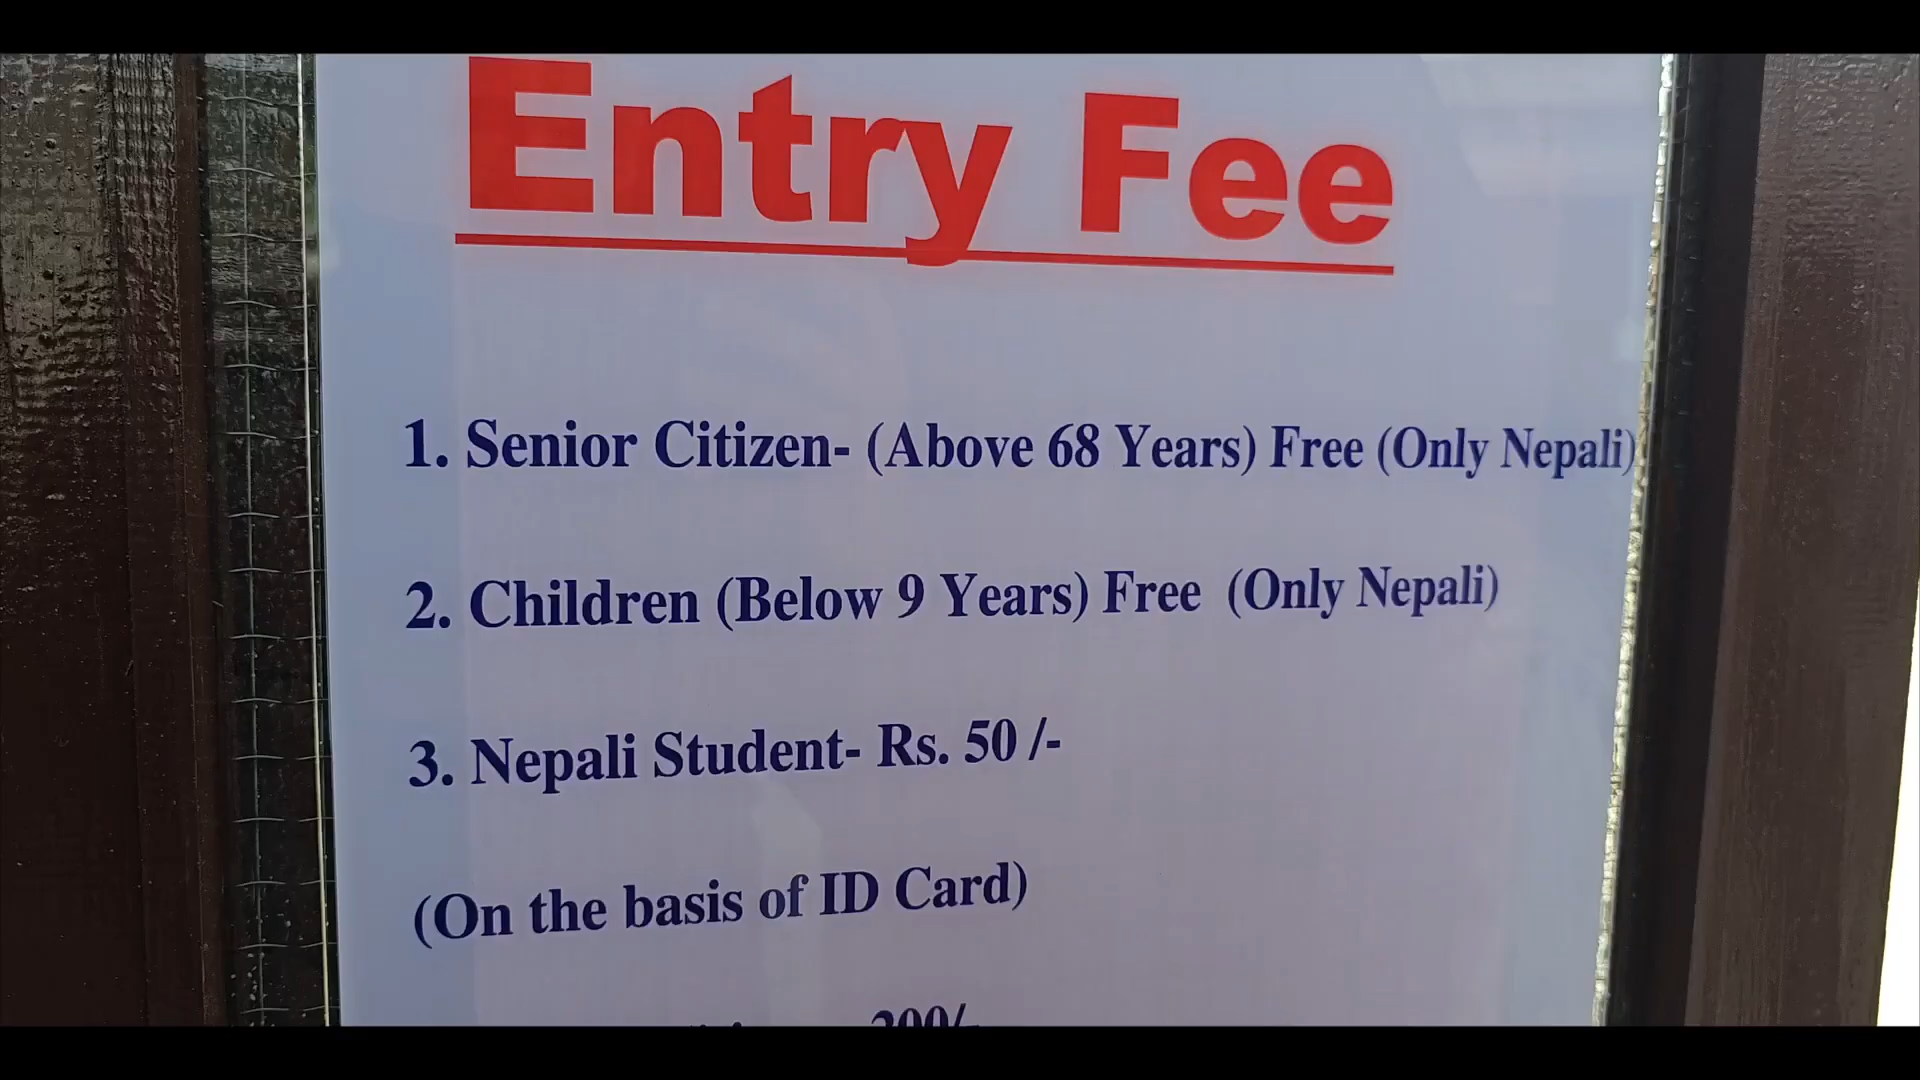 Entry Fee
1. Senior Citizen- (Above 68 Years) Free (Only Nepali)
2. Children (Below 9 Years) Free (Only Nepali)
3. Nepali Student- Rs. 50 /-
(On the basis of ID Card)